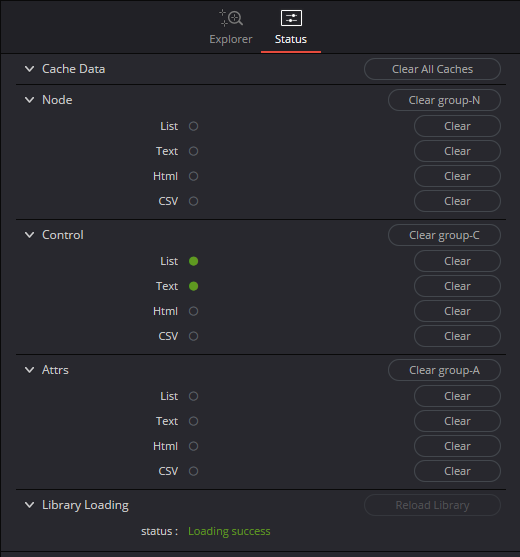 Explorer Status
Cache Data Clear All Caches
Node Clear group-N
List Clear
Text Clear
Html Clear
CSV Clear
Control Clear group-C
List Clear
Text Clear
Html Clear
CSV Clear
Attrs Clear group-A
List Clear
Text Clear
Html Clear
CSV Clear
Library Loading Reload Library
status : Loading success